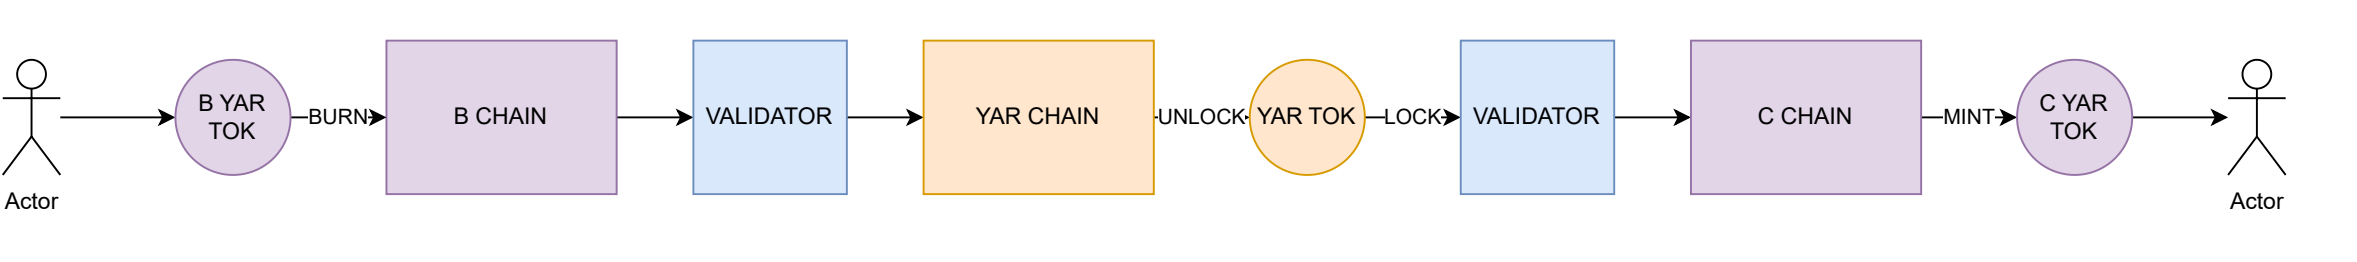 Actor
B YAR
TOK
BURN
B CHAIN
VALIDATOR
YAR CHAIN
UNLOCK
YAR TOK
LOCK
VALIDATOR
C CHAIN
MINT
C YAR
TOK
Actor